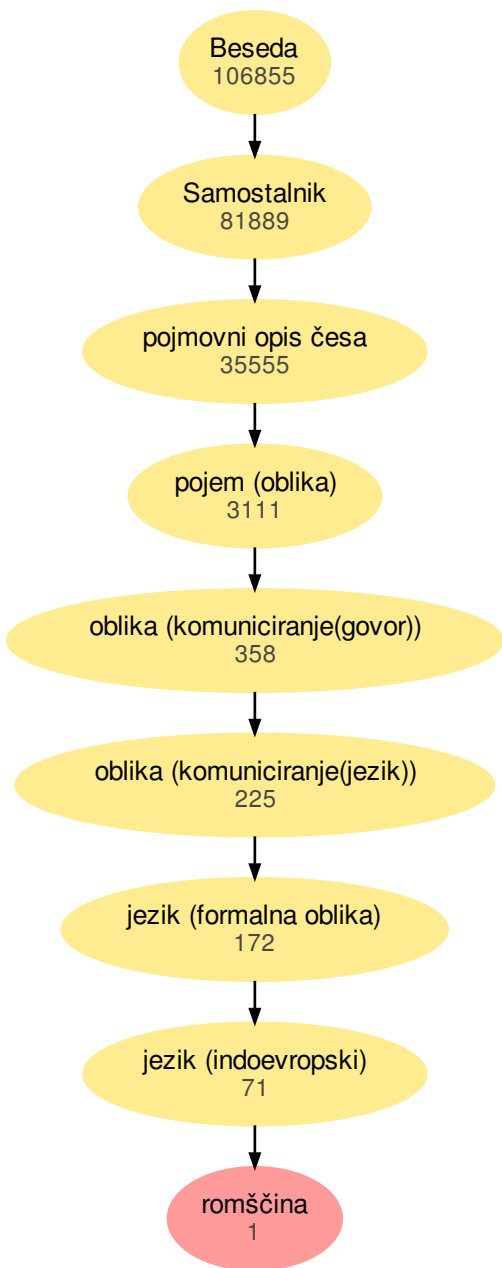 Beseda
106855
Samostalnik
81889
pojmovni opis česa
35555
pojem (oblika)
3111
oblika (komuniciranje(govor))
358
oblika (komuniciranje(jezik))
225
jezik (formalna oblika)
172
jezik (indoevropski)
71
romščina
1